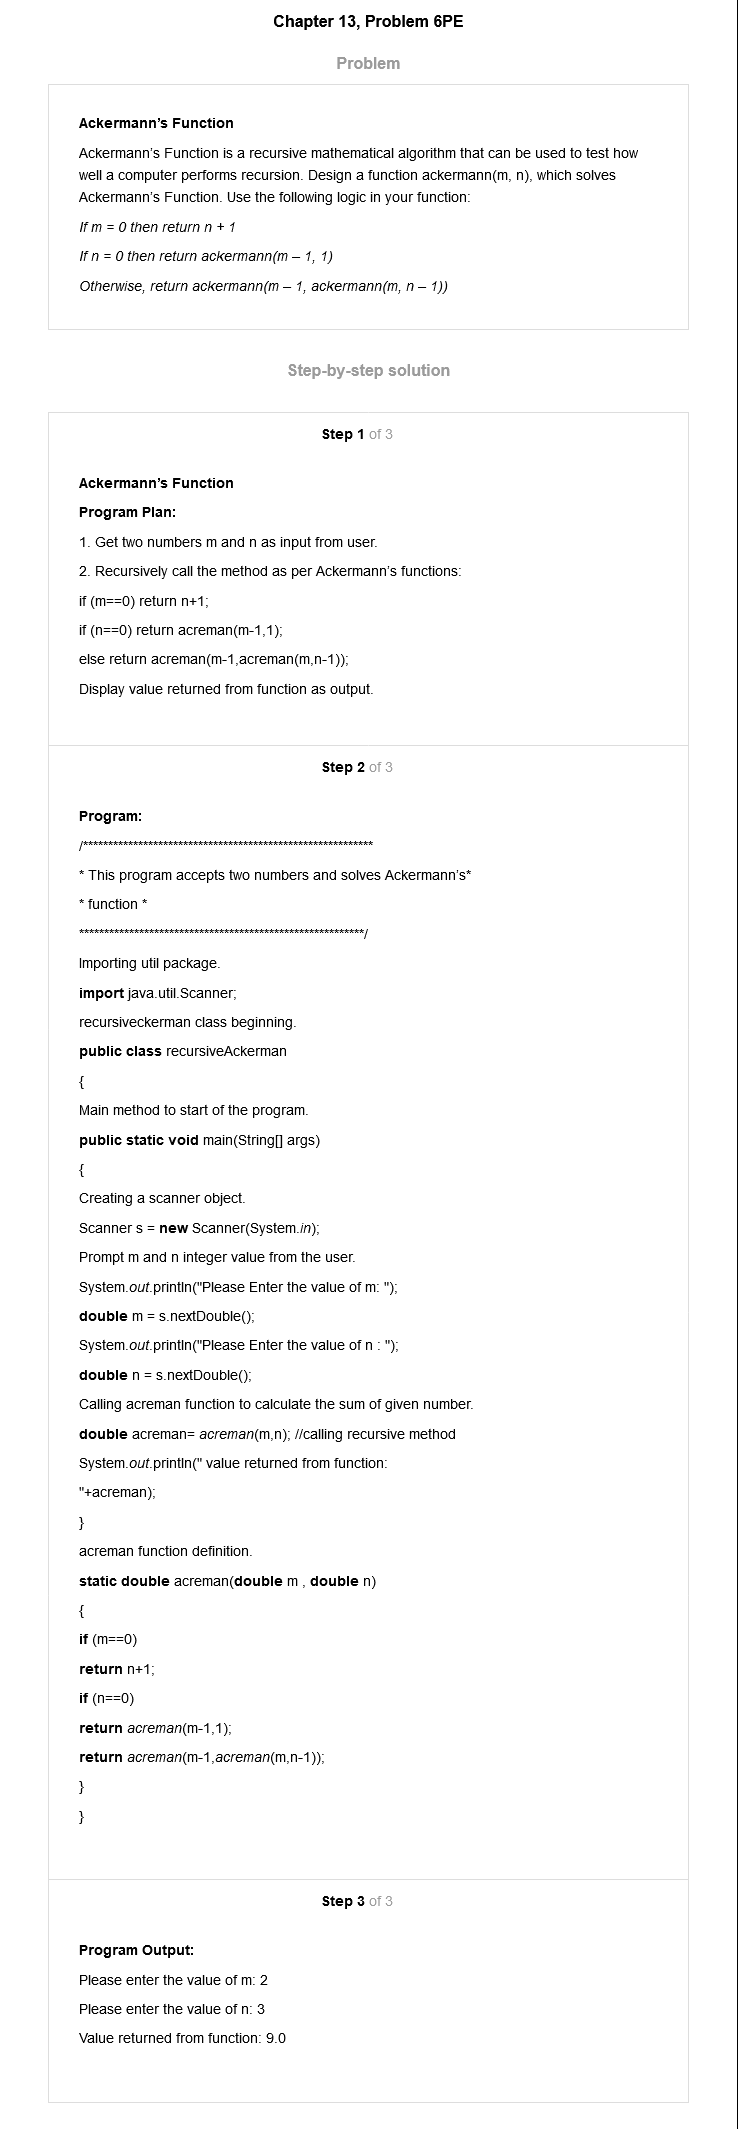 Chapter 13, Problem 6PE
Problem
Ackermann's Function
Ackermann's Function is a recursive mathematical algorithm that can be used to test how
well a computer performs recursion. Design a function ackermann(m, n), which solves
Ackermann's Function. Use the following logic in your function:
If m = 0 then return n + 1
If n = 0 then return ackermann(m – 1, 1)
Otherwise, return ackermann(m – 1, ackermann(m, n – 1))
Step-by-step solution
Step 1 of 3
Ackermann's Function
Program Plan:
1. Get two numbers m and n as input from user.
2. Recursively call the method as per Ackermann's functions:
if (m==0) return n+1;
if (n==0) return acreman(m-1,1);
else return acreman(m-1,acreman(m,n-1));
Display value returned from function as output.
Step 2 of 3
Program:
/**********************************************************
* This program accepts two numbers and solves Ackermann's*
* function *
*********************************************************/
Importing util package.
import java.util.Scanner;
recursiveckerman class beginning.
public class recursiveAckerman
{
Main method to start of the program.
public static void main(String[] args)
{
Creating a scanner object.
Scanner s = new Scanner(System.in);
Prompt m and n integer value from the user.
System.out.println("Please Enter the value of m: ");
double m = s.nextDouble();
System.out.println("Please Enter the value of n : ");
double n = s.nextDouble();
Calling acreman function to calculate the sum of given number.
double acreman= acreman(m,n); //calling recursive method
System.out.println(" value returned from function:
"+acreman);
}
acreman function definition.
static double acreman(double m , double n)
{
if (m==0)
return n+1;
if (n==0)
return acreman(m-1,1);
return acreman(m-1,acreman(m,n-1));
}
}
Step 3 of 3
Program Output:
Please enter the value of m: 2
Please enter the value of n: 3
Value returned from function: 9.0